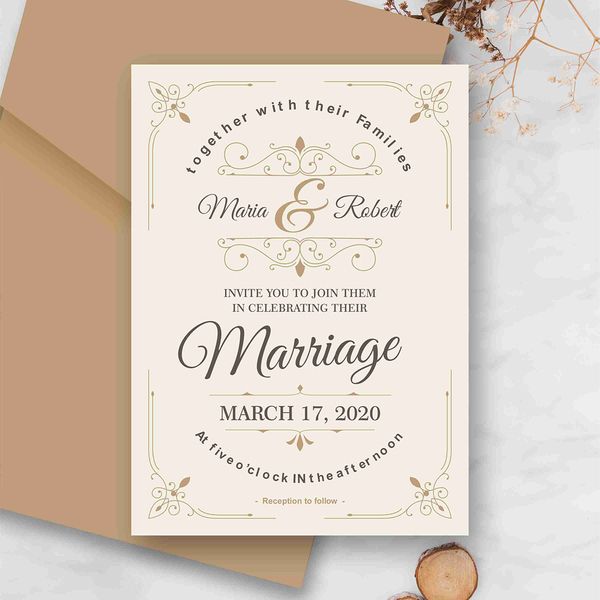 together with their Families
Maria & Robert
INVITE YOU TO JOIN THEM
IN CELEBRATING THEIR
Marriage
MARCH 17, 2020
At five o'clock IN the afternoon
- Reception to follow -